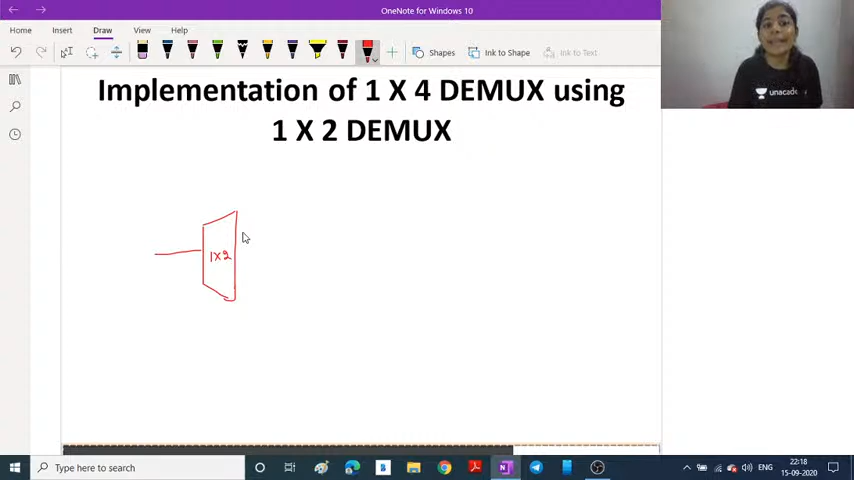 OneNote for Windows 10
Home Insert Draw View Help
Shapes Ink to Shape Ink to Text
unacade
Implementation of 1 X 4 DEMUX using
1 X 2 DEMUX
1X2
Type here to search
ENG
22:18
15-09-2020